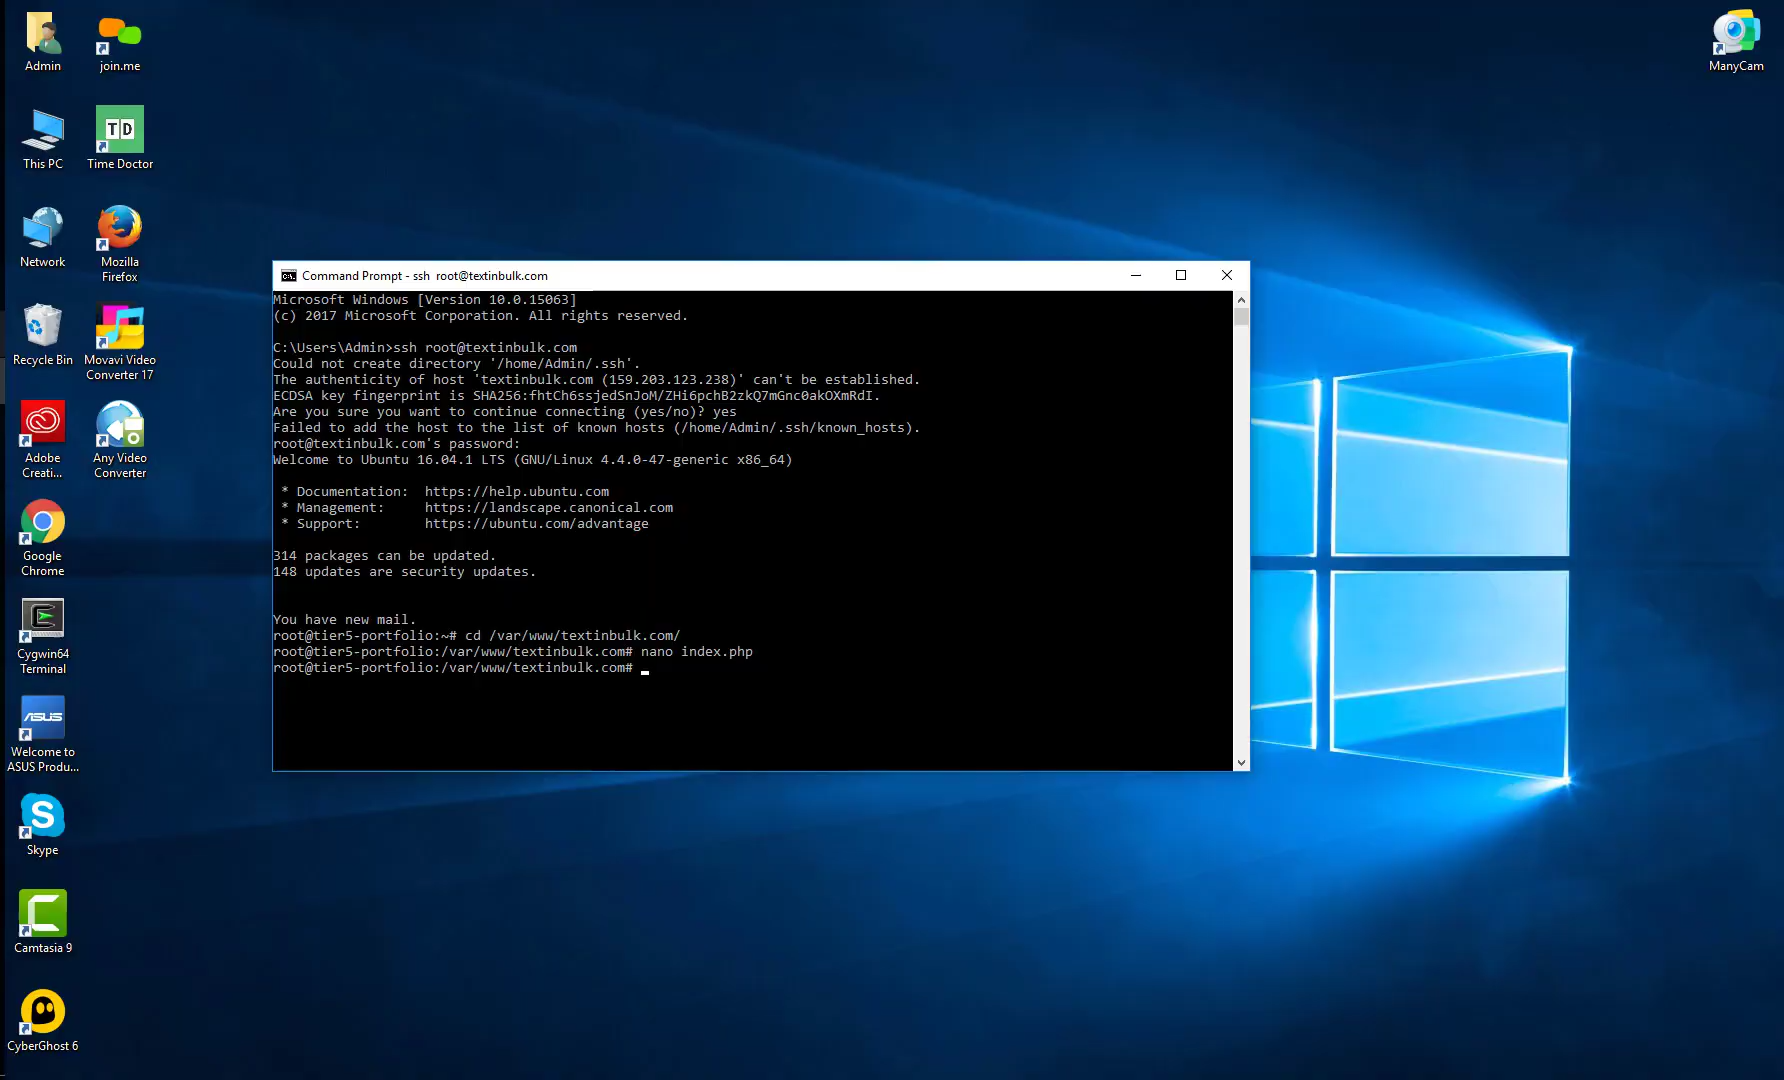 Admin
join.me
ManyCam
This PC
TD
Time Doctor
Network
Mozilla
Firefox
Recycle Bin
Movavi Video
Converter 17
Adobe
Creati...
Any Video
Converter
Google
Chrome
Cygwin64
Terminal
ASUS
Welcome to
ASUS Produ...
S
Skype
C
Camtasia 9
CyberGhost 6
Command Prompt - ssh  root@textinbulk.com
Microsoft Windows [Version 10.0.15063]
(c) 2017 Microsoft Corporation. All rights reserved.
C:\Users\Admin>ssh root@textinbulk.com
Could not create directory '/home/Admin/.ssh'.
The authenticity of host 'textinbulk.com (159.203.123.238)' can't be established.
ECDSA key fingerprint is SHA256:fhtCh6ssjedSnJoM/ZHi6pchB2zkQ7mGnc0akOXmRdI.
Are you sure you want to continue connecting (yes/no)? yes
Failed to add the host to the list of known hosts (/home/Admin/.ssh/known_hosts).
root@textinbulk.com's password:
Welcome to Ubuntu 16.04.1 LTS (GNU/Linux 4.4.0-47-generic x86_64)
* Documentation:  https://help.ubuntu.com
* Management:     https://landscape.canonical.com
* Support:        https://ubuntu.com/advantage
314 packages can be updated.
148 updates are security updates.
You have new mail.
root@tier5-portfolio:~# cd /var/www/textinbulk.com/
root@tier5-portfolio:/var/www/textinbulk.com# nano index.php
root@tier5-portfolio:/var/www/textinbulk.com#